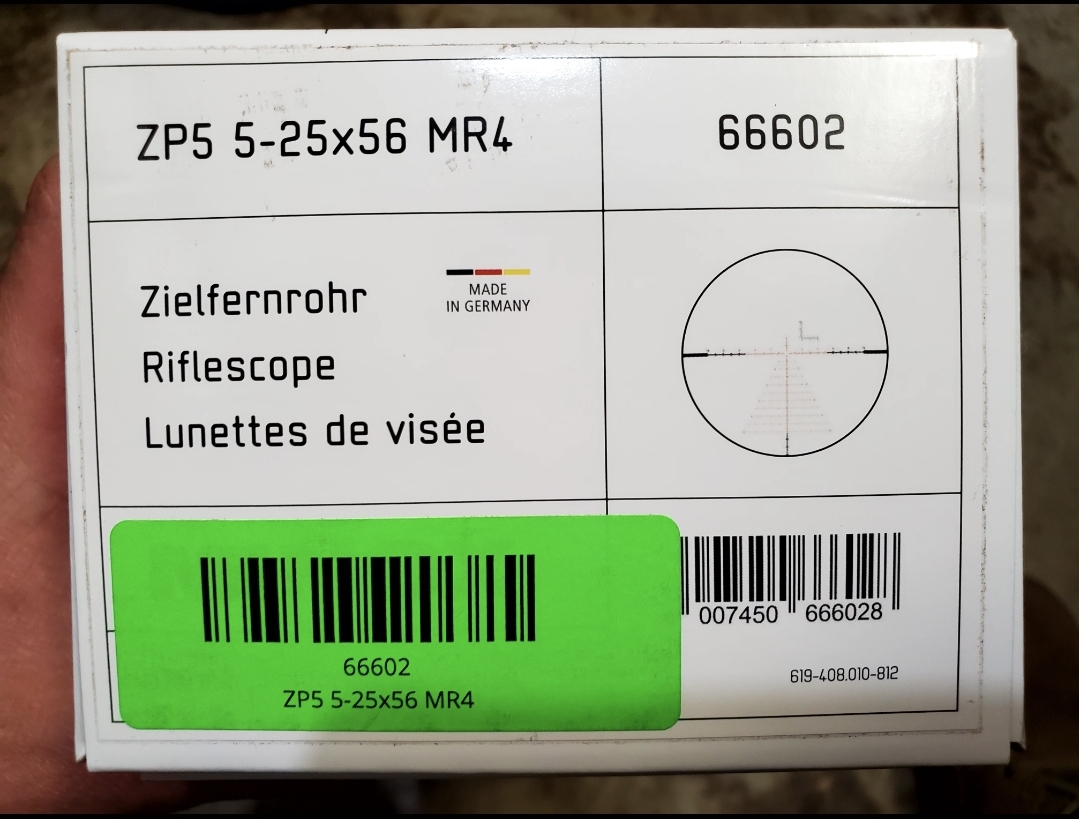 ZP5 5-25x56 MR4
66602
Zielfernrohr
MADE
IN GERMANY
Riflescope
Lunettes de visée
66602
ZP5 5-25x56 MR4
007450 666028
619-408.010-812